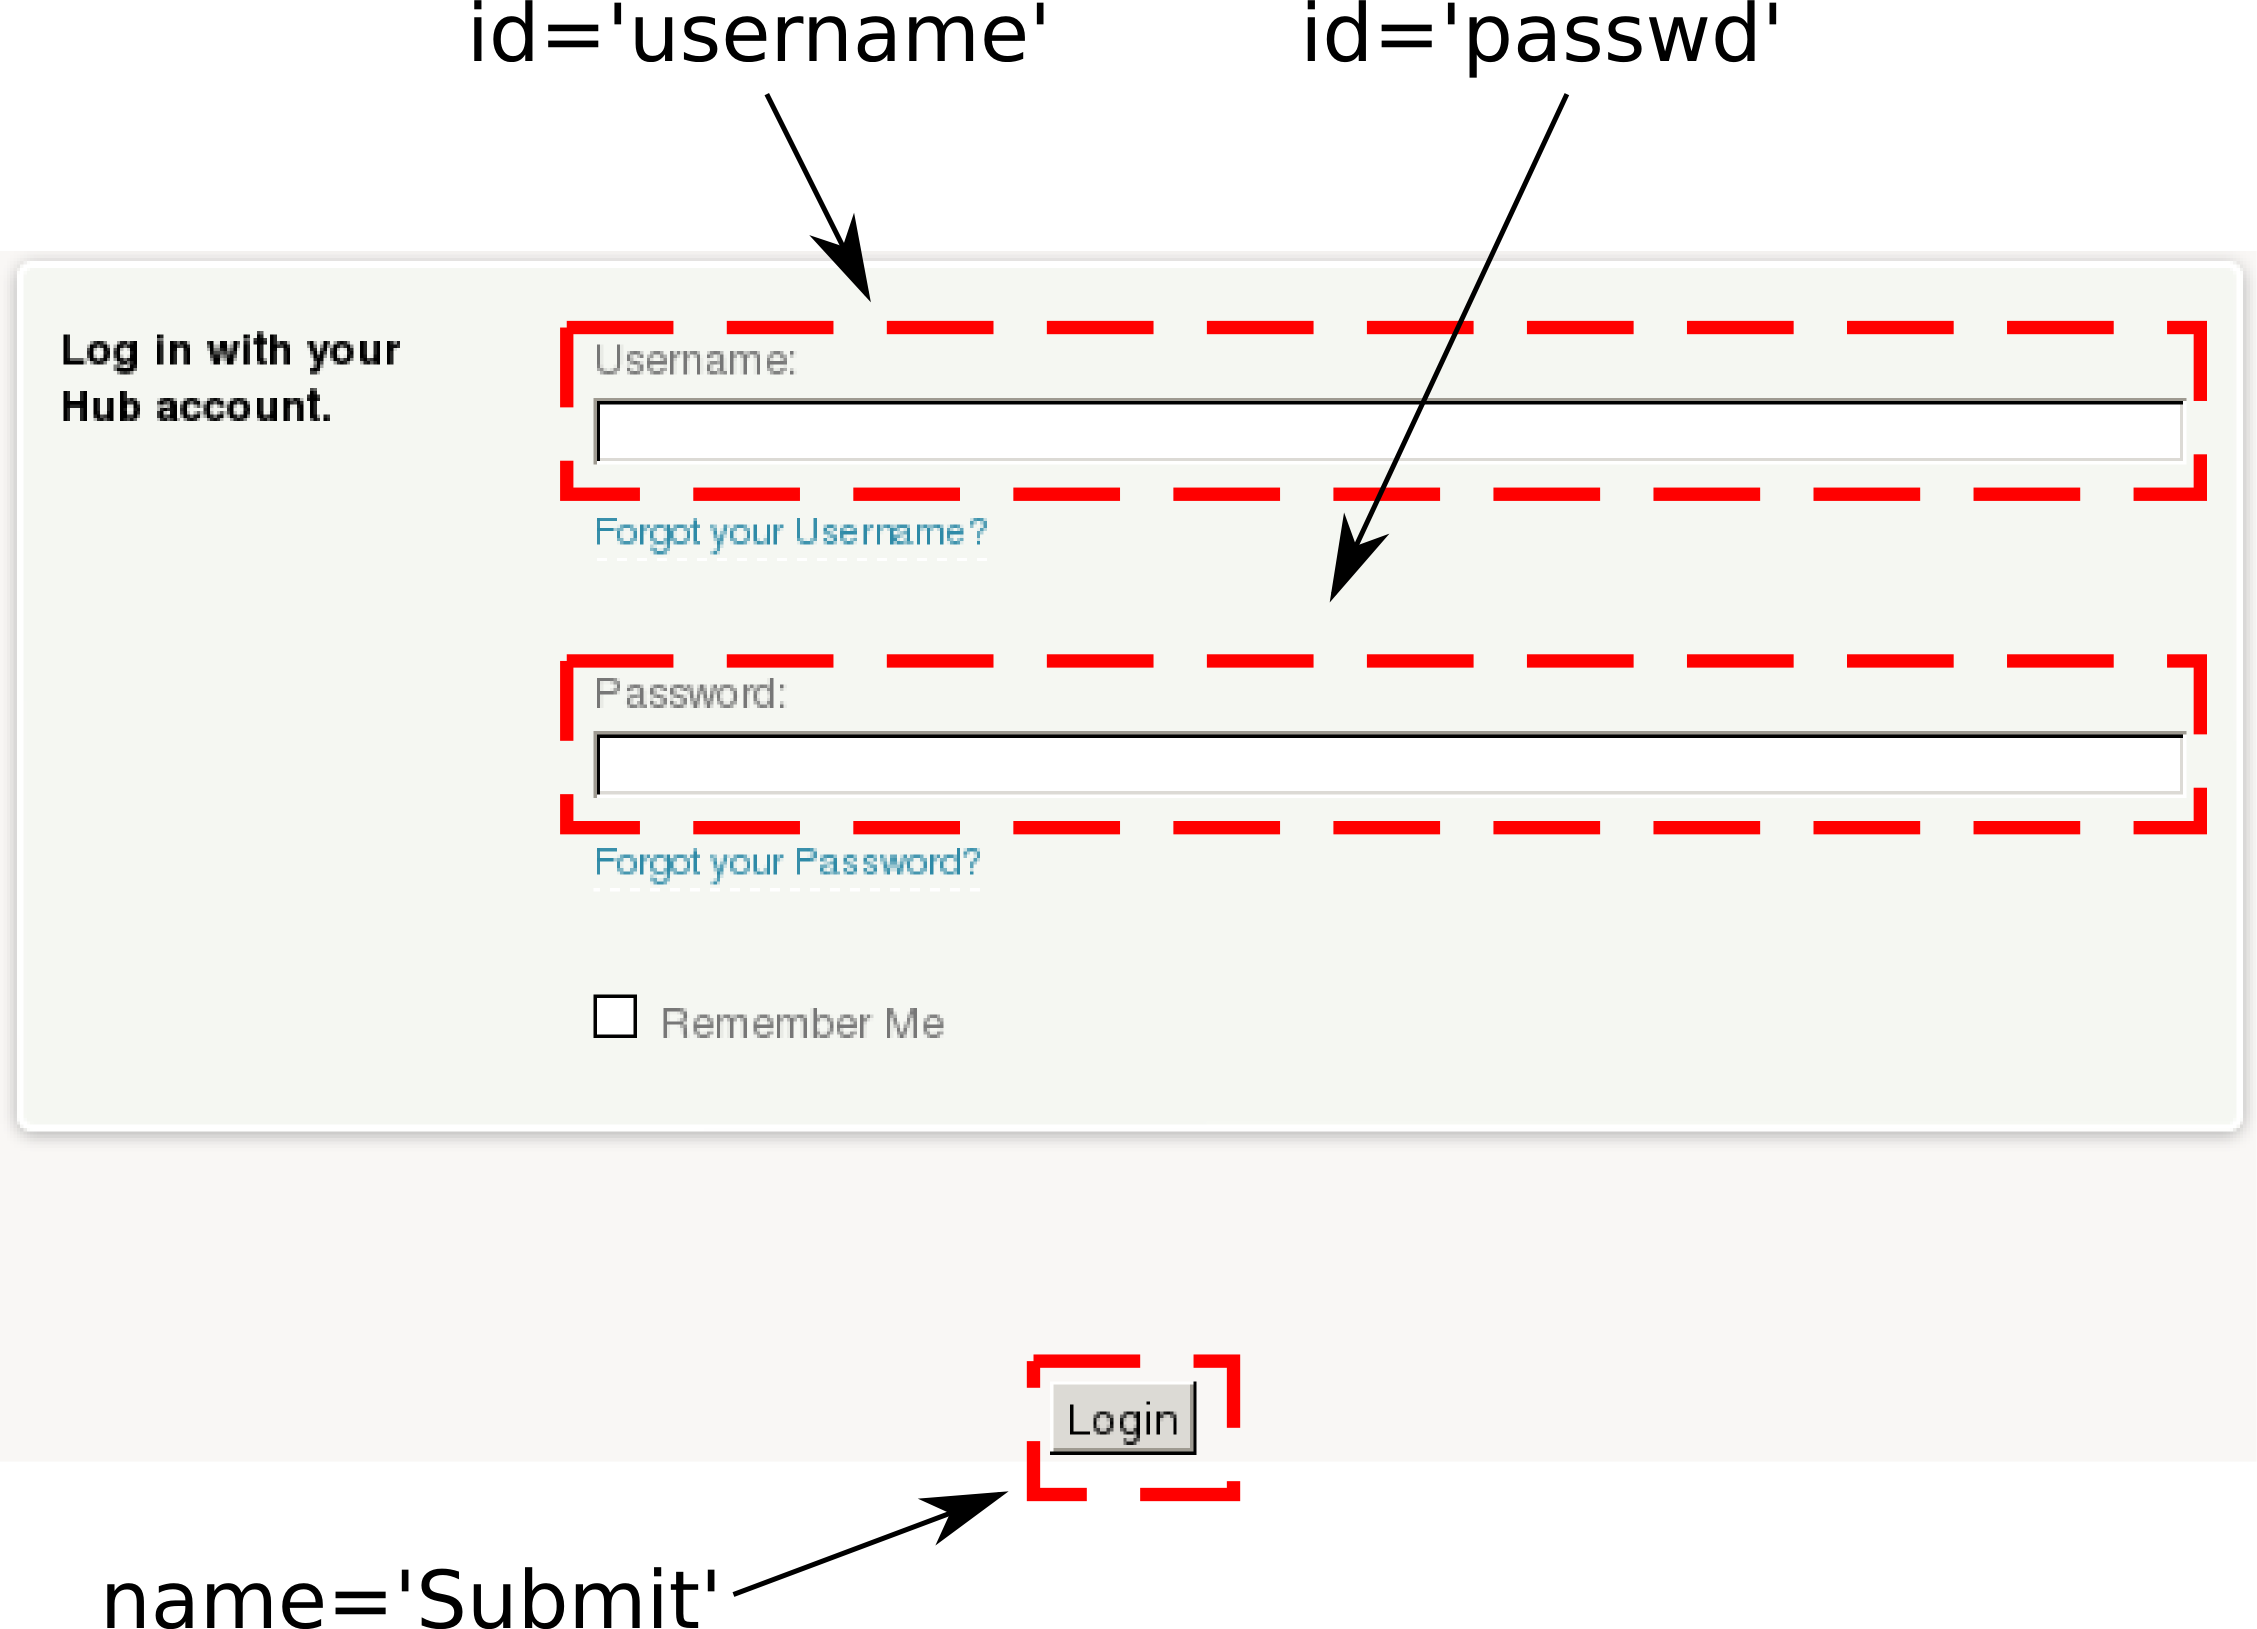 id='username'
id='passwd'
Log in with your
Hub account.
Username:
Forgot your Username?
Password:
Forgot your Password?
Remember Me
Login
name='Submit'